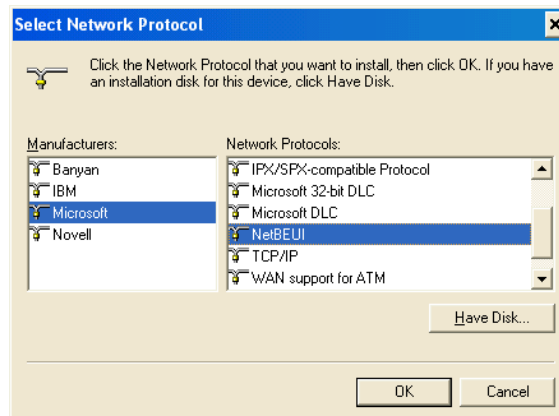 Select Network Protocol
Click the Network Protocol that you want to install, then click OK. If you have
an installation disk for this device, click Have Disk.
Manufacturers:
Banyan
IBM
Microsoft
Novell
Network Protocols:
IPX/SPX-compatible Protocol
Microsoft 32-bit DLC
Microsoft DLC
NetBEUI
TCP/IP
WAN support for ATM
Have Disk...
OK
Cancel